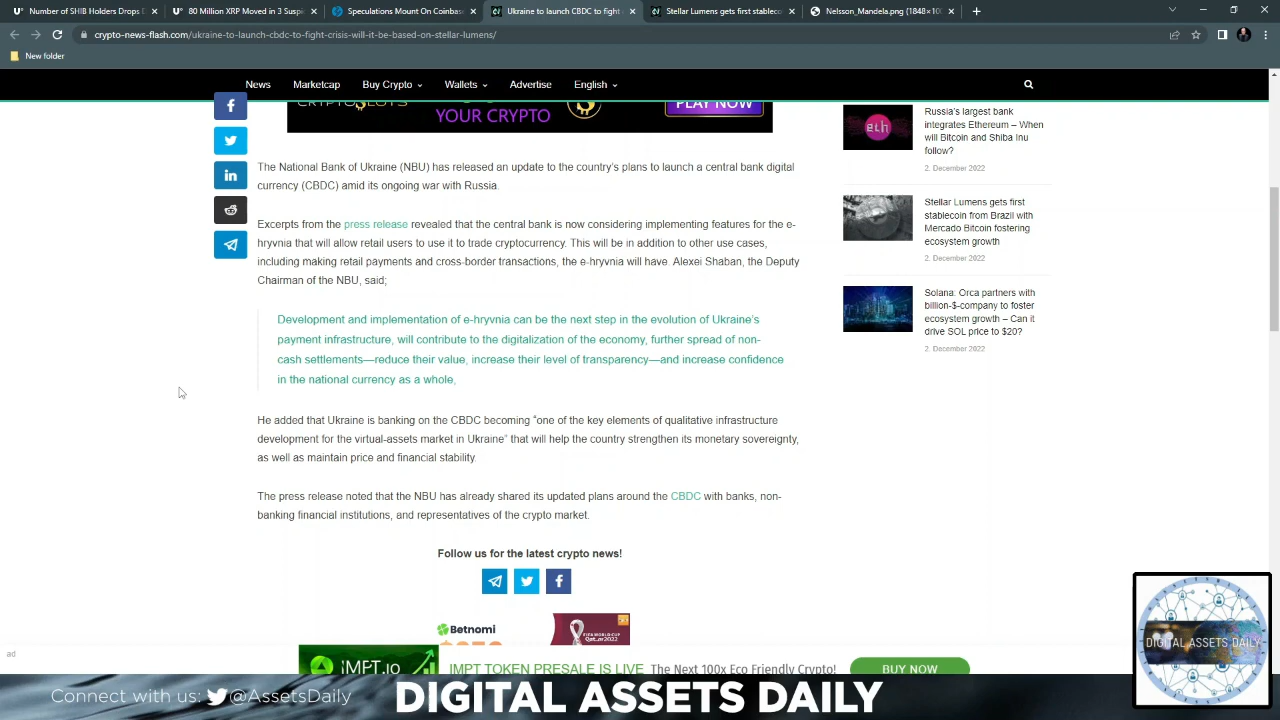 Number of SHIB Holders Drops
80 Million XRP Moved in 3 Suspi
Speculations Mount On Coinbase
Ukraine to launch CBDC to fight
Stellar Lumens gets first stableco
Nelson_Mandela.png (1848×10
crypto-news-flash.com/ukraine-to-launch-cbdc-to-fight-crisis-will-it-be-based-on-stellar-lumens/
New folder
News Marketcap Buy Crypto Wallets Advertise English
YOUR CRYPTO
PLAY NOW
The National Bank of Ukraine (NBU) has released an update to the country's plans to launch a central bank digital
currency (CBDC) amid its ongoing war with Russia.
Excerpts from the press release revealed that the central bank is now considering implementing features for the e-
hryvnia that will allow retail users to use it to trade cryptocurrency. This will be in addition to other use cases,
including making retail payments and cross-border transactions, the e-hryvnia will have. Alexei Shaban, the Deputy
Chairman of the NBU, said;
Development and implementation of e-hryvnia can be the next step in the evolution of Ukraine's
payment infrastructure, will contribute to the digitalization of the economy, further spread of non-
cash settlements—reduce their value, increase their level of transparency—and increase confidence
in the national currency as a whole,
He added that Ukraine is banking on the CBDC becoming “one of the key elements of qualitative infrastructure
development for the virtual-assets market in Ukraine” that will help the country strengthen its monetary sovereignty,
as well as maintain price and financial stability.
The press release noted that the NBU has already shared its updated plans around the CBDC with banks, non-
banking financial institutions, and representatives of the crypto market.
Follow us for the latest crypto news!
Betnomi
FIFA WORLD CUP
Qatar2022
Russia's largest bank
integrates Ethereum – When
will Bitcoin and Shiba Inu
follow?
2. December 2022
Stellar Lumens gets first
stablecoin from Brazil with
Mercado Bitcoin fostering
ecosystem growth
2. December 2022
Solana: Orca partners with
billion-$-company to foster
ecosystem growth – Can it
drive SOL price to $20?
2. December 2022
ad
IMPT.io
IMPT TOKEN PRESALE IS LIVE The Next 100x Eco Friendly Crypto!
BUY NOW
Connect with us: @AssetsDaily
DIGITAL ASSETS DAILY
DIGITAL ASSETS DAILY